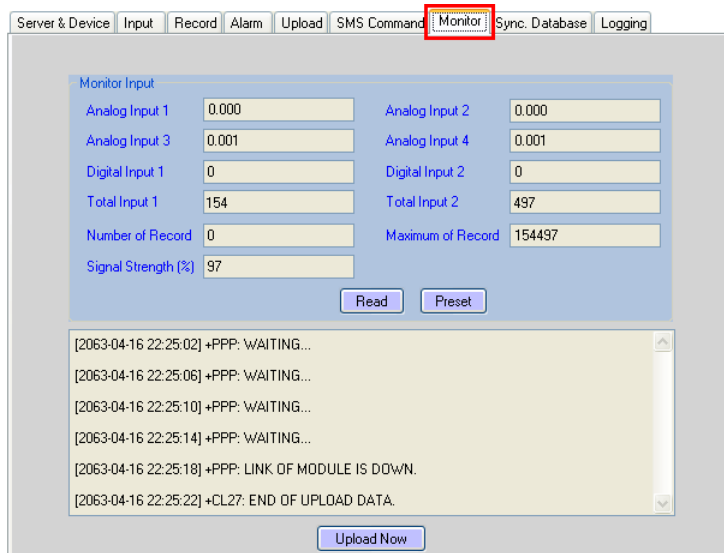 Server & Device Input Record Alarm Upload SMS Command Monitor Sync. Database Logging
Monitor Input
Analog Input 1 0.000 Analog Input 2 0.000
Analog Input 3 0.001 Analog Input 4 0.001
Digital Input 1 0 Digital Input 2 0
Total Input 1 154 Total Input 2 497
Number of Record 0 Maximum of Record 154497
Signal Strength (%) 97
Read Preset
[2063-04-16 22:25:02] +PPP: WAITING...
[2063-04-16 22:25:06] +PPP: WAITING...
[2063-04-16 22:25:10] +PPP: WAITING...
[2063-04-16 22:25:14] +PPP: WAITING...
[2063-04-16 22:25:18] +PPP: LINK OF MODULE IS DOWN.
[2063-04-16 22:25:22] +CL27: END OF UPLOAD DATA.
Upload Now